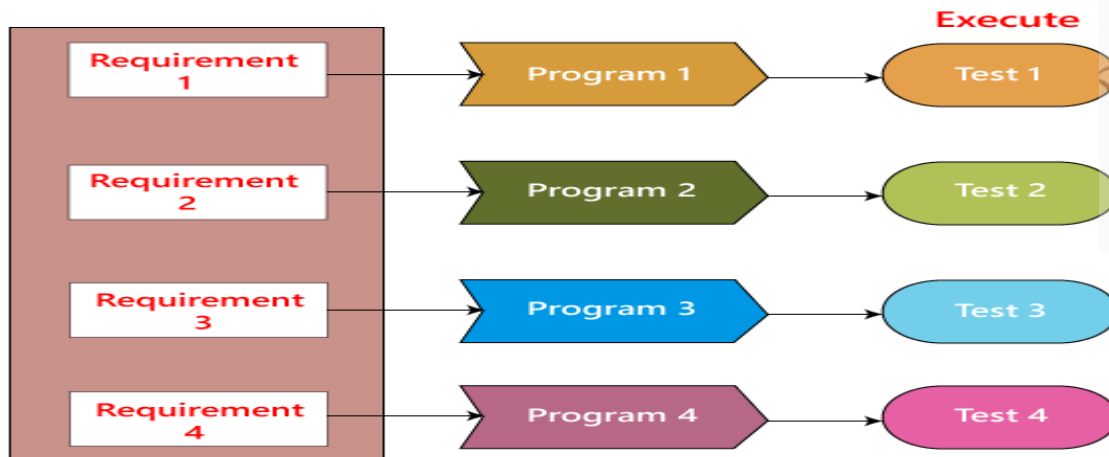 Execute
Requirement
1
Program 1
Test 1
Requirement
2
Program 2
Test 2
Requirement
3
Program 3
Test 3
Requirement
4
Program 4
Test 4